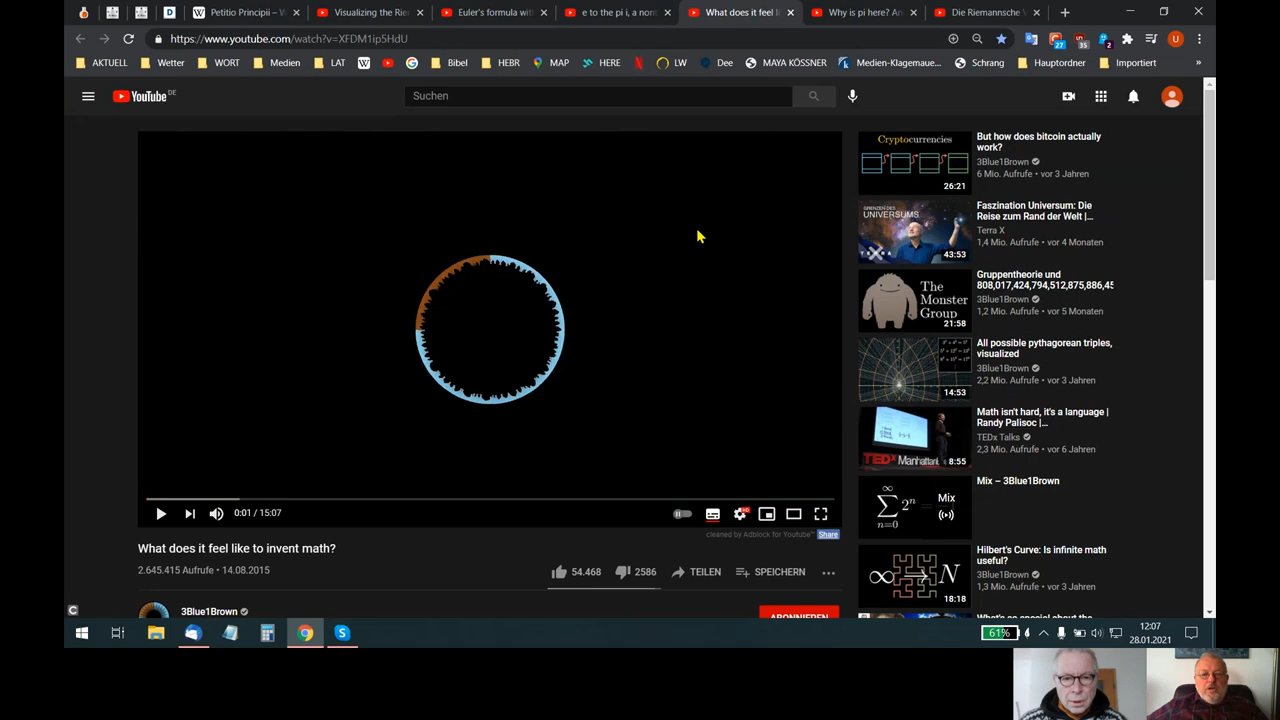 Petitio Principii – W
Visualizing the Rie
Euler's formula wit
e to the pi i, a nont
What does it feel li
Why is pi here? An
Die Riemannsche V
https://www.youtube.com/watch?v=XFDM1ip5HdU
27
35
2
U
AKTUELL
Wetter
WORT
Medien
LAT
Bibel
HEBR
MAP
HERE
LW
Dee
MAYA KÖSSNER
Medien-Klagemaue...
Schrang
Hauptordner
Importiert
»
YouTube DE
Suchen
0:01 / 15:07
HD
cleaned by Adblock for Youtube™
Share
What does it feel like to invent math?
2.645.415 Aufrufe • 14.08.2015
54.468
2586
TEILEN
SPEICHERN
3Blue1Brown
ABONNIEREN
Cryptocurrencies
26:21
But how does bitcoin actually
work?
3Blue1Brown
6 Mio. Aufrufe • vor 3 Jahren
GRENZEN DES
UNIVERSUMS
43:53
Faszination Universum: Die
Reise zum Rand der Welt |...
Terra X
1,4 Mio. Aufrufe • vor 4 Monaten
The
Monster
Group
21:58
Gruppentheorie und
808,017,424,794,512,875,886,45
3Blue1Brown
1,2 Mio. Aufrufe • vor 5 Monaten
14:53
All possible pythagorean triples,
visualized
3Blue1Brown
2,2 Mio. Aufrufe • vor 3 Jahren
TEDx Manhatta
8:55
Math isn't hard, it's a language |
Randy Palisoc |...
TEDx Talks
2,3 Mio. Aufrufe • vor 6 Jahren
∞
∑ 2ⁿ =
n=0
Mix
Mix – 3Blue1Brown
∞ N
18:18
Hilbert's Curve: Is infinite math
useful?
3Blue1Brown
1,3 Mio. Aufrufe • vor 3 Jahren
61%
12:07
28.01.2021